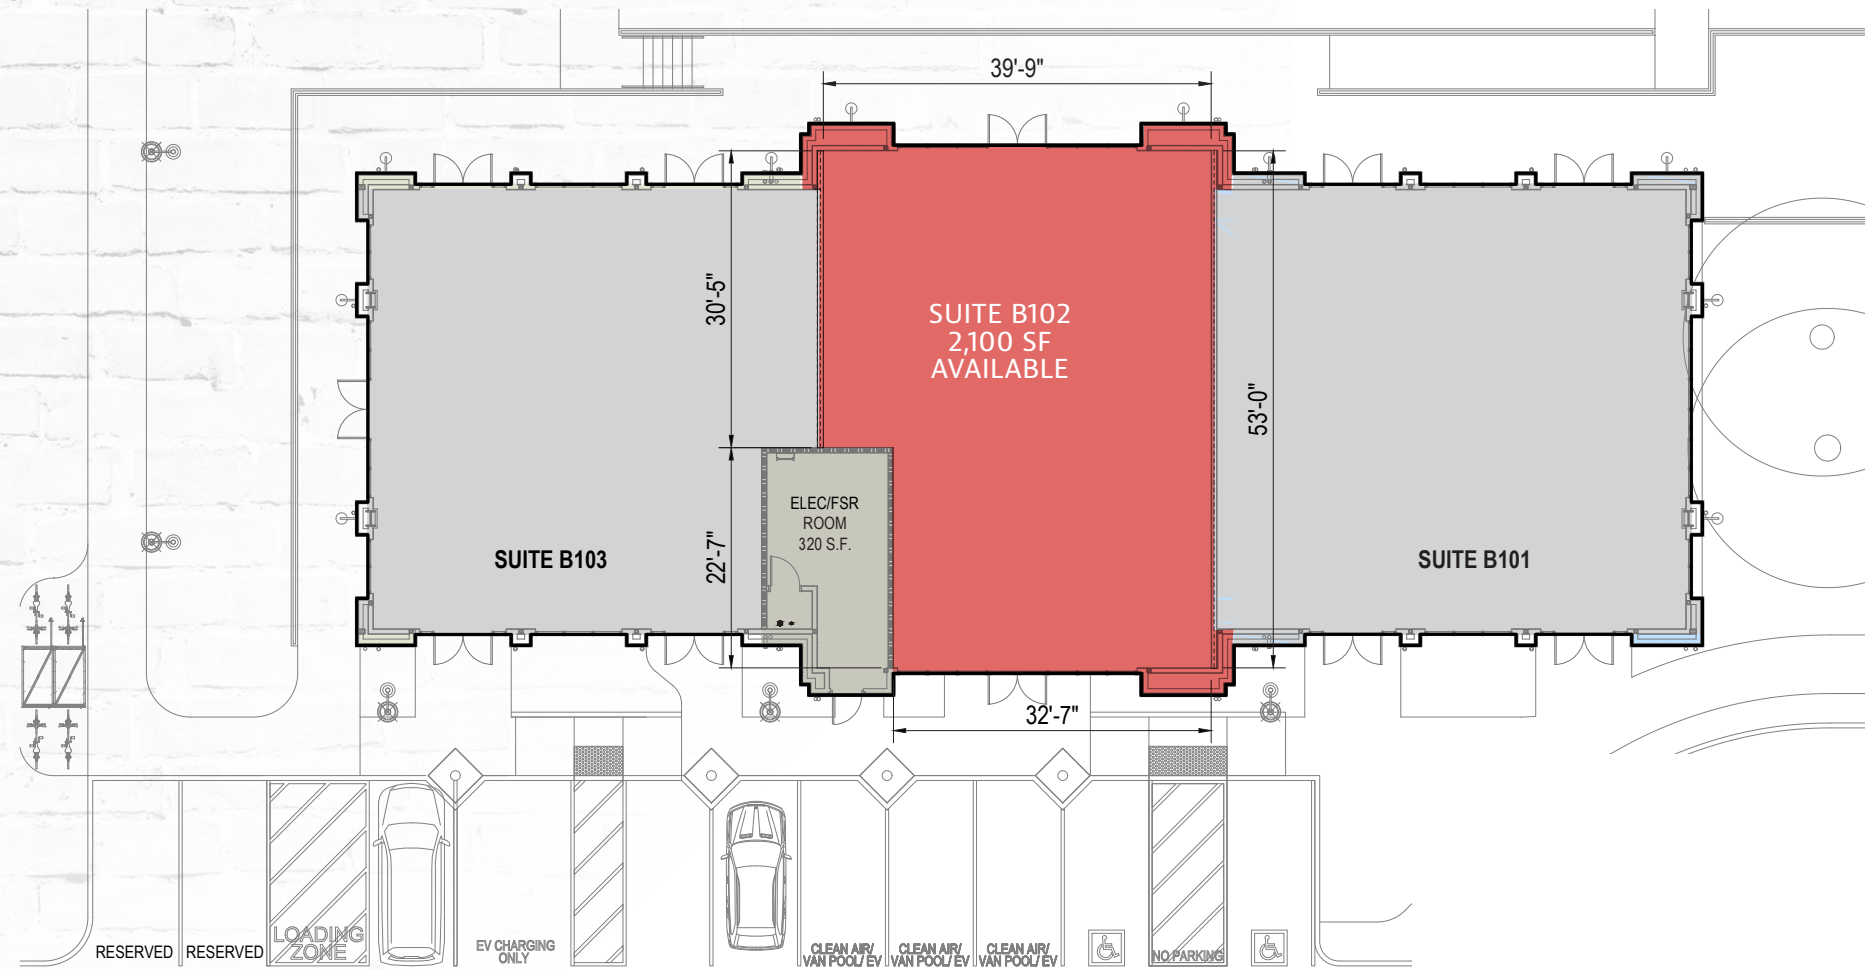 39'-9"
30'-5"
SUITE B102
2,100 SF
AVAILABLE
53'-0"
ELEC/FSR
ROOM
320 S.F.
22'-7"
SUITE B103
SUITE B101
32'-7"
RESERVED
RESERVED
LOADING
ZONE
EV CHARGING
ONLY
CLEAN AIR/
VAN POOL/ EV
CLEAN AIR/
VAN POOL/ EV
CLEAN AIR/
VAN POOL/ EV
NO PARKING